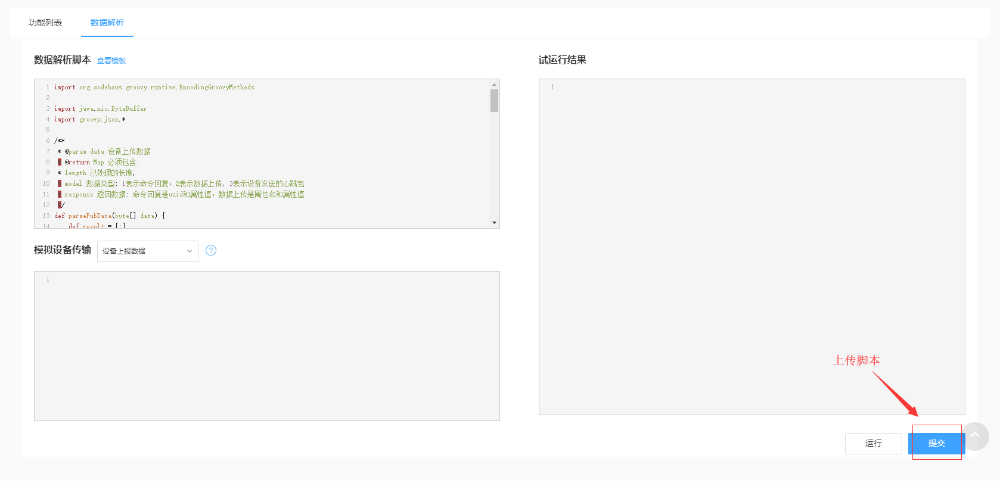 功能列表
数据解析
数据解析脚本 查看模板
1 import org.codehaus.groovy.runtime.EncodingGroovyMethods
2
3 import java.nio.ByteBuffer
4 import groovy.json.*
5
6 /**
7 * @param data 设备上传数据
8 * @return Map 必须包含:
9 * length 已处理的长度,
10 * model 数据类型: 1表示命令回复, 2表示数据上传, 3表示设备发送的心跳包
11 * response 返回数据: 命令回复是uuid和属性值, 数据上传是属性名和属性值
12 */
13 def parsePubData(byte[] data) {
14 def result = [:]
模拟设备传输 设备上报数据 ?
1
试运行结果
1
上传脚本
运行
提交